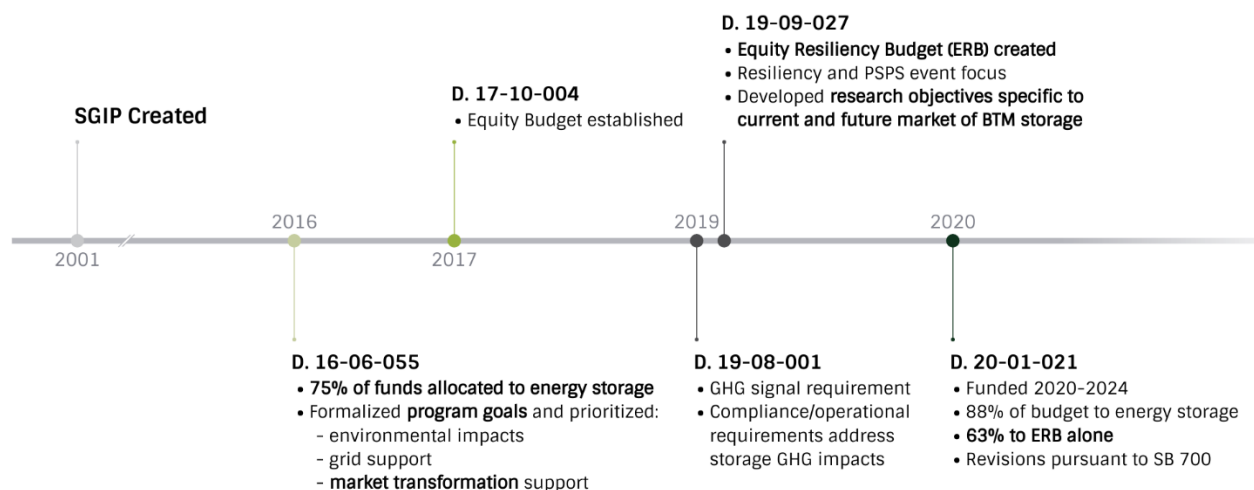 D. 19-09-027
• Equity Resiliency Budget (ERB) created
• Resiliency and PSPS event focus
• Developed research objectives specific to
current and future market of BTM storage
D. 17-10-004
• Equity Budget established
SGIP Created
2016
2019
2020
2001
2017
D. 16-06-055
• 75% of funds allocated to energy storage
• Formalized program goals and prioritized:
- environmental impacts
- grid support
- market transformation support
D. 19-08-001
• GHG signal requirement
• Compliance/operational
requirements address
storage GHG impacts
D. 20-01-021
• Funded 2020-2024
• 88% of budget to energy storage
• 63% to ERB alone
• Revisions pursuant to SB 700